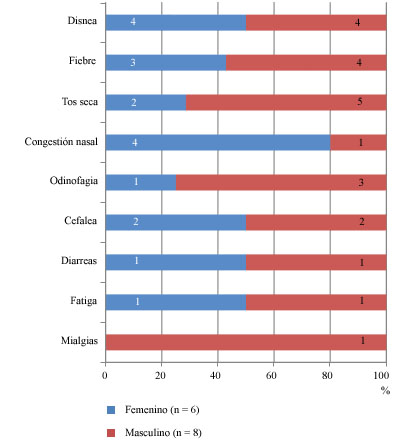 Disnea 4 4
Fiebre 3 4
Tos seca 2 5
Congestión nasal 4 1
Odinofagia 1 3
Cefalea 2 2
Diarreas 1 1
Fatiga 1 1
Mialgias 1
0 20 40 60 80 100
%
Femenino (n = 6)
Masculino (n = 8)